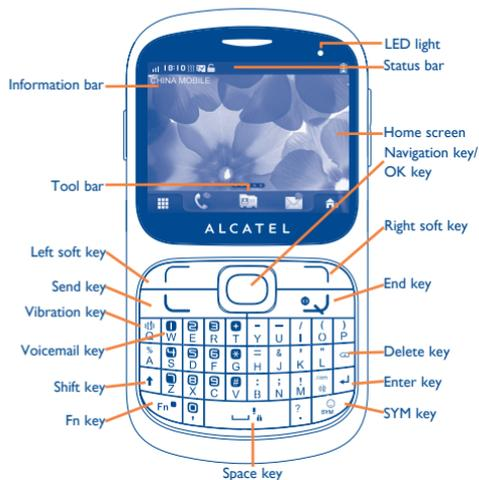 LED light
Status bar
18:10
CHINA MOBILE
Information bar
Home screen
Navigation key/
OK key
Tool bar
ALCATEL
Right soft key
Left soft key
Send key
End key
Vibration key
Voicemail key
Q W E R T Y U I O P
% A S D F G H J K L
Delete key
Shift key
Z X C V B N M @
Enter key
Fn , ? . SYM
Fn key
SYM key
Space key